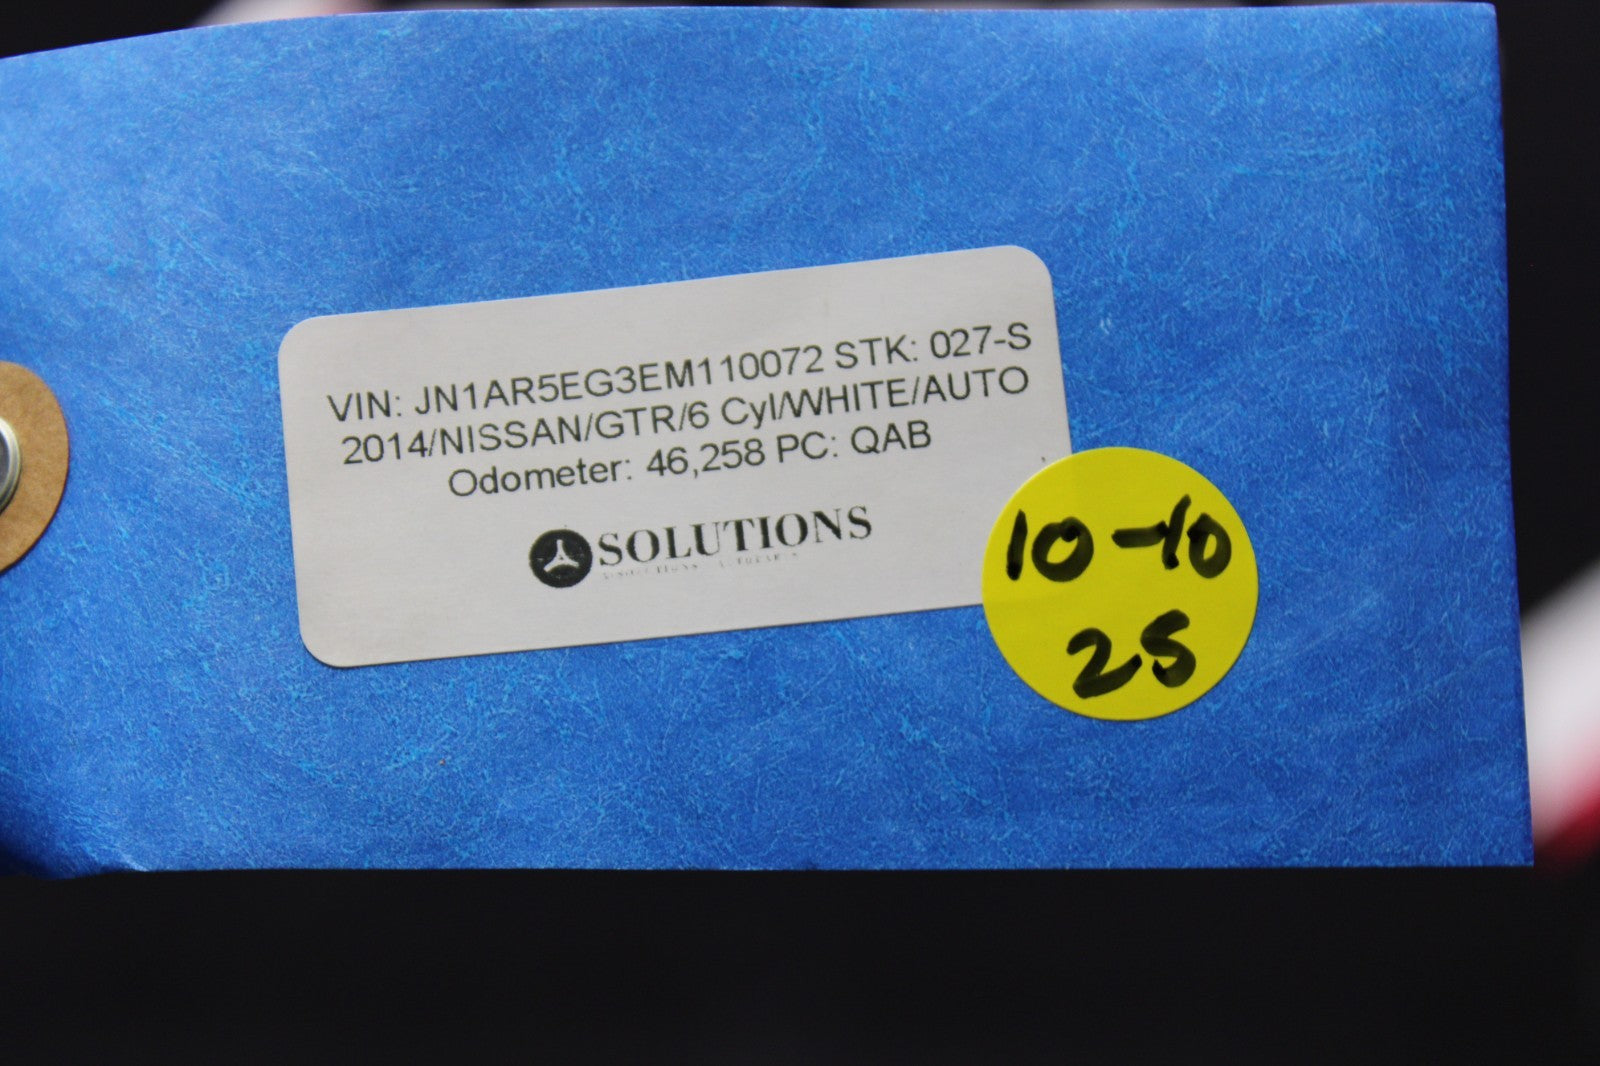 VIN: JN1AR5EG3EM110072 STK: 027-S
2014/NISSAN/GTR/6 Cyl/WHITE/AUTO
Odometer: 46,258 PC: QAB
SOLUTIONS
10-10
25